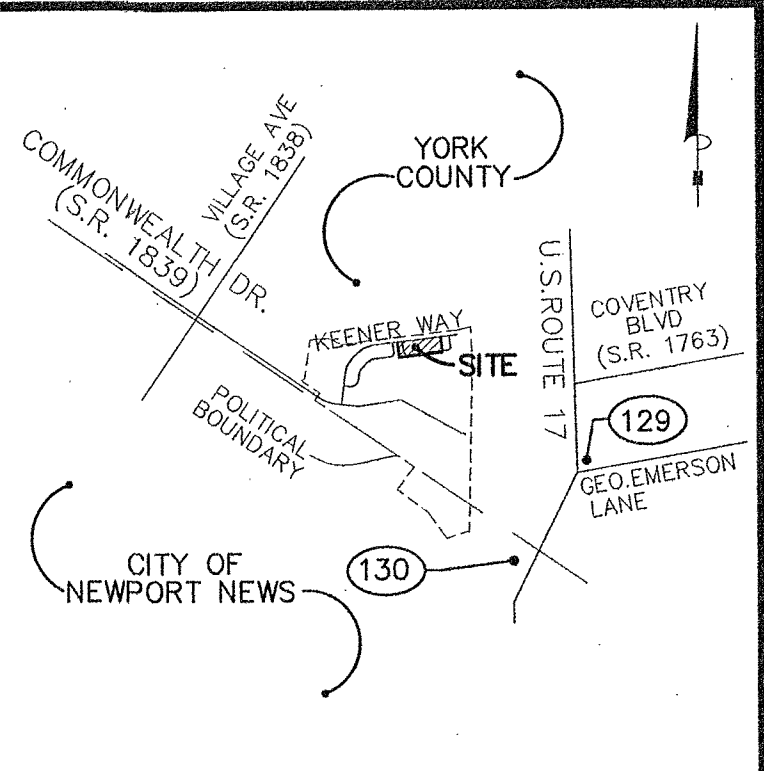 COMMONWEALTH DR.
(S.R. 1839)
VILLAGE AVE
(S.R. 1838)
YORK
COUNTY
KEENER WAY
SITE
U.S.ROUTE 17
COVENTRY
BLVD
(S.R. 1763)
129
GEO.EMERSON
LANE
POLITICAL
BOUNDARY
130
CITY OF
NEWPORT NEWS